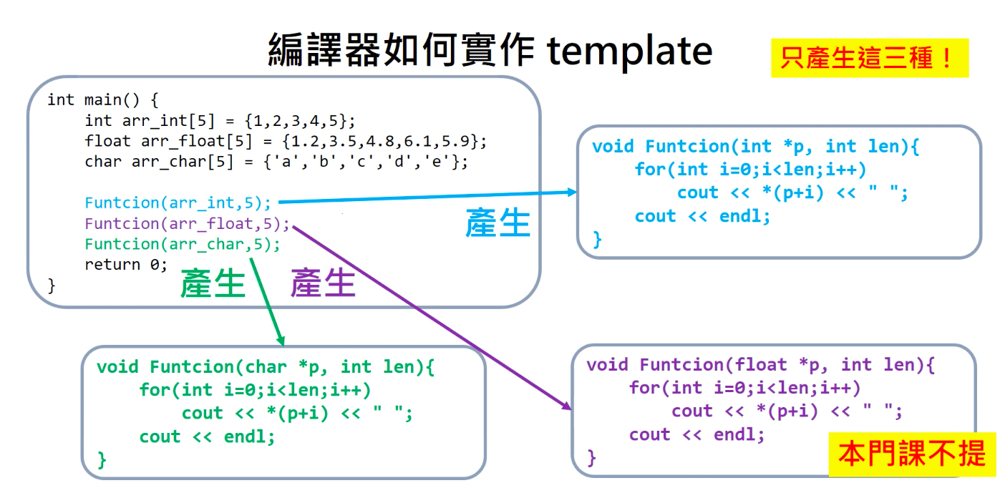 編譯器如何實作 template
只產生這三種！
int main() {
    int arr_int[5] = {1,2,3,4,5};
    float arr_float[5] = {1.2,3.5,4.8,6.1,5.9};
    char arr_char[5] = {'a','b','c','d','e'};
    Funtcion(arr_int,5);
    Funtcion(arr_float,5);
    Funtcion(arr_char,5);
    return 0;
}
產生
產生
產生
void Funtcion(int *p, int len){
    for(int i=0;i<len;i++)
        cout << *(p+i) << " ";
    cout << endl;
}
void Funtcion(char *p, int len){
    for(int i=0;i<len;i++)
        cout << *(p+i) << " ";
    cout << endl;
}
void Funtcion(float *p, int len){
    for(int i=0;i<len;i++)
        cout << *(p+i) << " ";
    cout << endl;
}
本門課不提